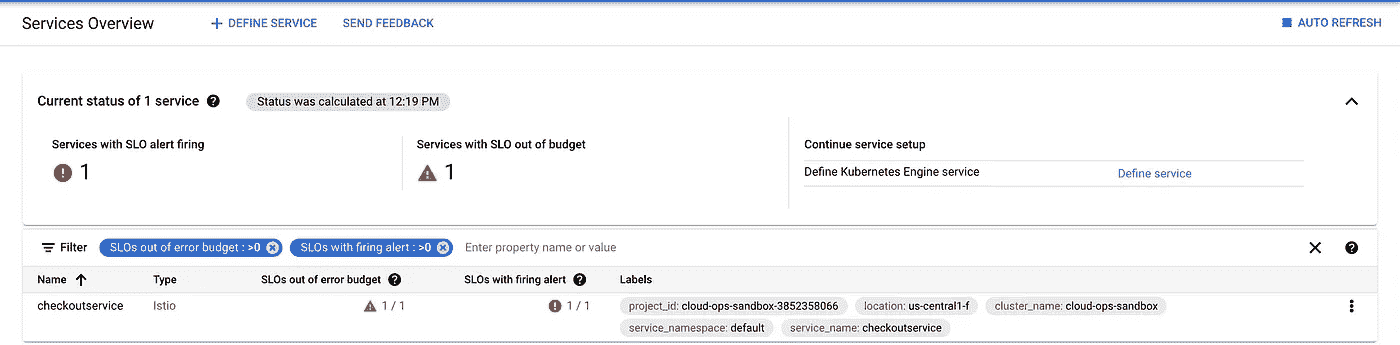 Services Overview
+ DEFINE SERVICE
SEND FEEDBACK
AUTO REFRESH
Current status of 1 service
Status was calculated at 12:19 PM
Services with SLO alert firing
1
Services with SLO out of budget
1
Continue service setup
Define Kubernetes Engine service
Define service
Filter
SLOs out of error budget : >0
SLOs with firing alert : >0
Enter property name or value
Name
Type
SLOs out of error budget
SLOs with firing alert
Labels
checkoutservice
Istio
1 / 1
1 / 1
project_id: cloud-ops-sandbox-3852358066
location: us-central1-f
cluster_name: cloud-ops-sandbox
service_namespace: default
service_name: checkoutservice